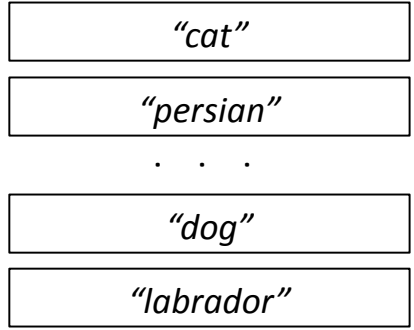 “cat”
“persian”
. . .
“dog”
“labrador”